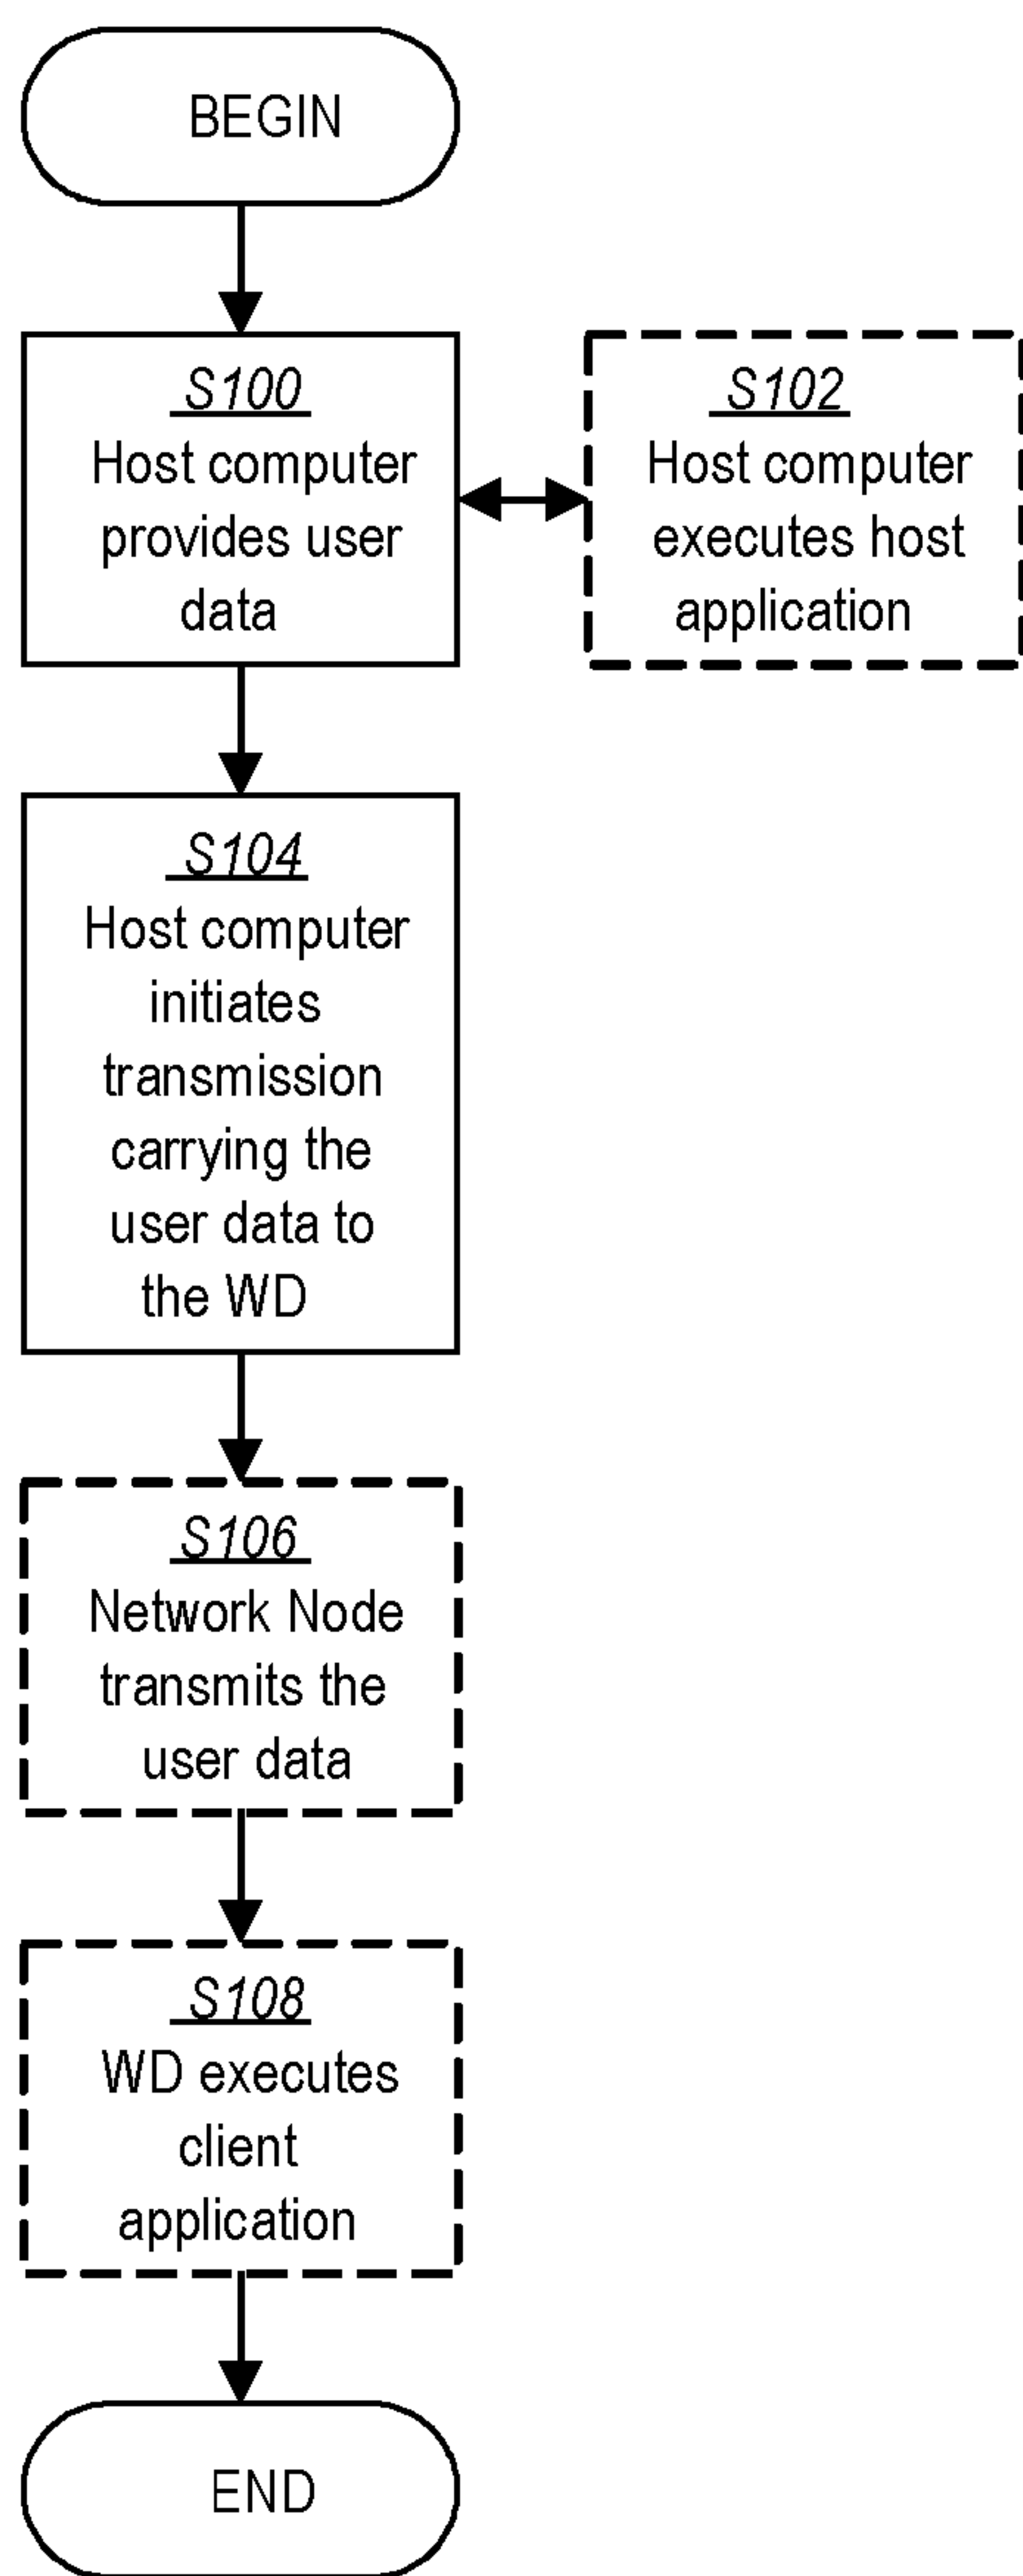 BEGIN
S100
Host computer
provides user
data
S102
Host computer
executes host
application
S104
Host computer
initiates
transmission
carrying the
user data to
the WD
S106
Network Node
transmits the
user data
S108
WD executes
client
application
END